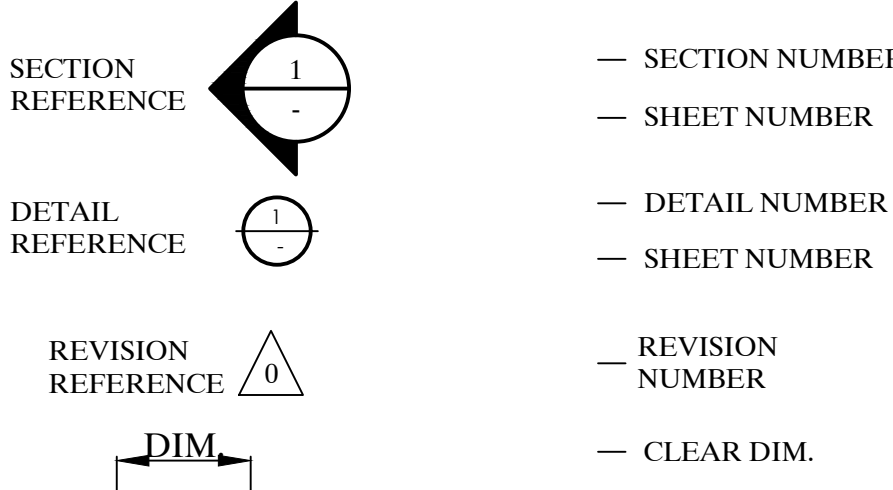 SECTION
REFERENCE
1
-
— SECTION NUMBER
— SHEET NUMBER
DETAIL
REFERENCE
1
-
— DETAIL NUMBER
— SHEET NUMBER
REVISION
REFERENCE
0
— REVISION
NUMBER
DIM.
— CLEAR DIM.